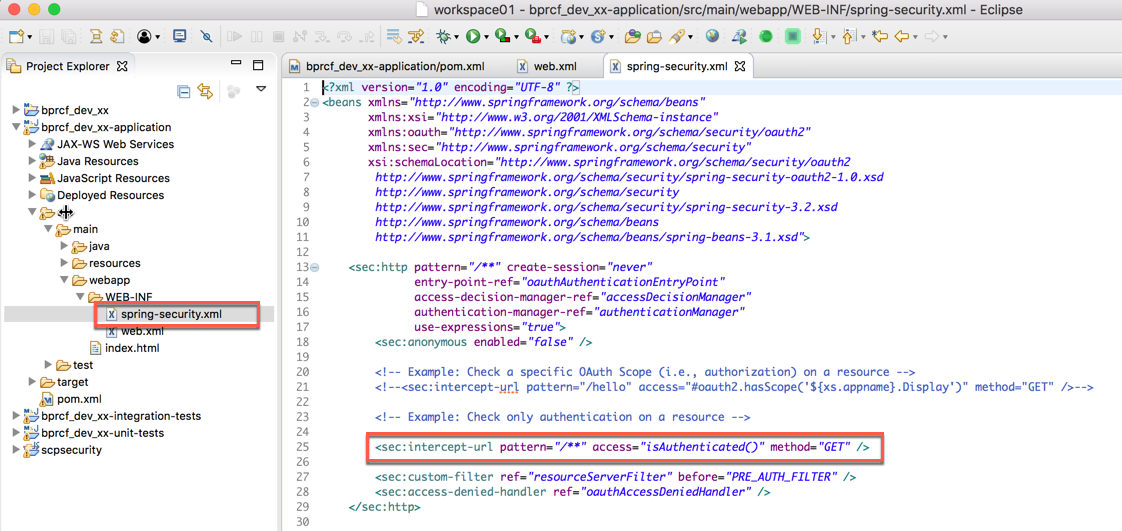 workspace01 - bprcf_dev_xx-application/src/main/webapp/WEB-INF/spring-security.xml - Eclipse
Project Explorer
bprcf_dev_xx
bprcf_dev_xx-application
JAX-WS Web Services
Java Resources
JavaScript Resources
Deployed Resources
main
java
resources
webapp
WEB-INF
spring-security.xml
web.xml
index.html
test
target
pom.xml
bprcf_dev_xx-integration-tests
bprcf_dev_xx-unit-tests
scpsecurity
bprcf_dev_xx-application/pom.xml
web.xml
spring-security.xml
1 <?xml version="1.0" encoding="UTF-8" ?>
2 <beans xmlns="http://www.springframework.org/schema/beans"
3 xmlns:xsi="http://www.w3.org/2001/XMLSchema-instance"
4 xmlns:oauth="http://www.springframework.org/schema/security/oauth2"
5 xmlns:sec="http://www.springframework.org/schema/security"
6 xsi:schemaLocation="http://www.springframework.org/schema/security/oauth2
7 http://www.springframework.org/schema/security/spring-security-oauth2-1.0.xsd
8 http://www.springframework.org/schema/security
9 http://www.springframework.org/schema/security/spring-security-3.2.xsd
10 http://www.springframework.org/schema/beans
11 http://www.springframework.org/schema/beans/spring-beans-3.1.xsd">
12
13 <sec:http pattern="/**" create-session="never"
14 entry-point-ref="oauthAuthenticationEntryPoint"
15 access-decision-manager-ref="accessDecisionManager"
16 authentication-manager-ref="authenticationManager"
17 use-expressions="true">
18 <sec:anonymous enabled="false" />
19
20 <!-- Example: Check a specific OAuth Scope (i.e., authorization) on a resource -->
21 <!--<sec:intercept-url pattern="/hello" access="#oauth2.hasScope('${xs.appname}.Display')" method="GET" />-->
22
23 <!-- Example: Check only authentication on a resource -->
24
25 <sec:intercept-url pattern="/**" access="isAuthenticated()" method="GET" />
26
27 <sec:custom-filter ref="resourceServerFilter" before="PRE_AUTH_FILTER" />
28 <sec:access-denied-handler ref="oauthAccessDeniedHandler" />
29 </sec:http>
30